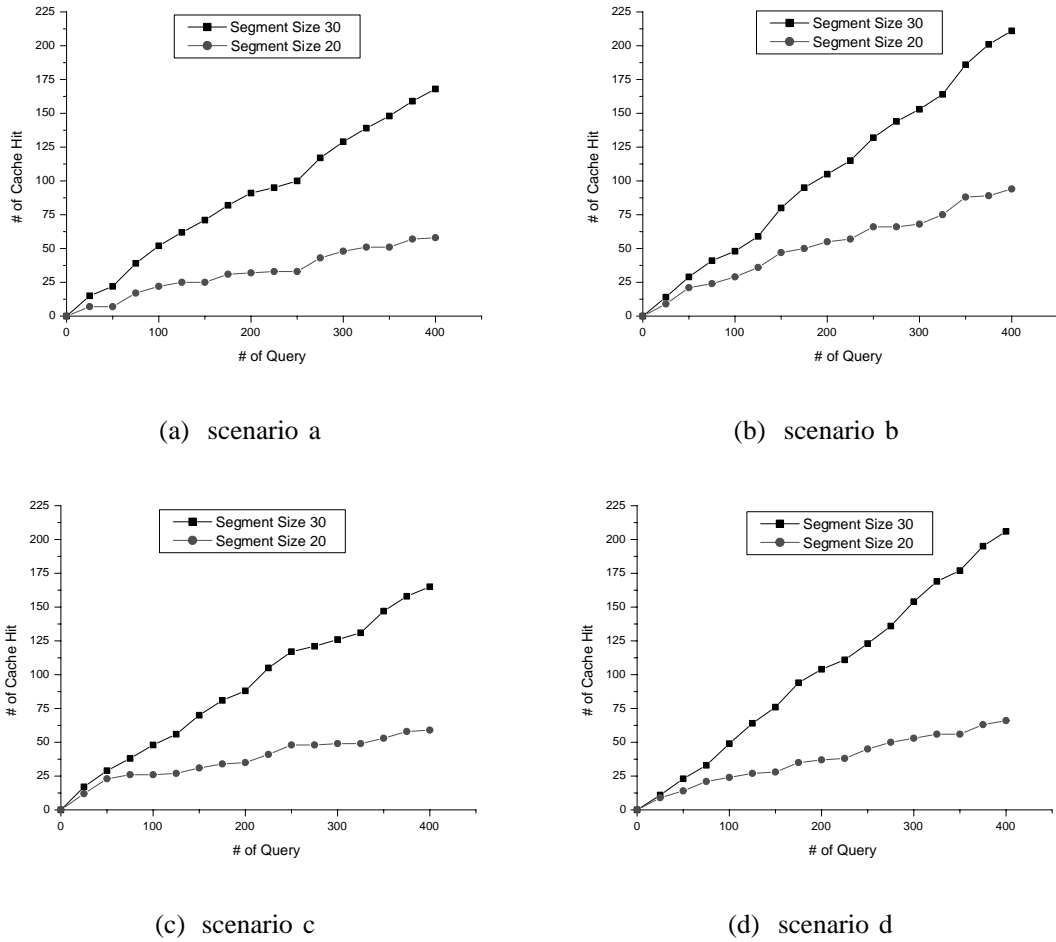 225
200
175
150
125
100
75
50
25
0
# of Cache Hit
Segment Size 30
Segment Size 20
0 100 200 300 400
# of Query
(a) scenario a
225
200
175
150
125
100
75
50
25
0
# of Cache Hit
Segment Size 30
Segment Size 20
0 100 200 300 400
# of Query
(b) scenario b
225
200
175
150
125
100
75
50
25
0
# of Cache Hit
Segment Size 30
Segment Size 20
0 100 200 300 400
# of Query
(c) scenario c
225
200
175
150
125
100
75
50
25
0
# of Cache Hit
Segment Size 30
Segment Size 20
0 100 200 300 400
# of Query
(d) scenario d